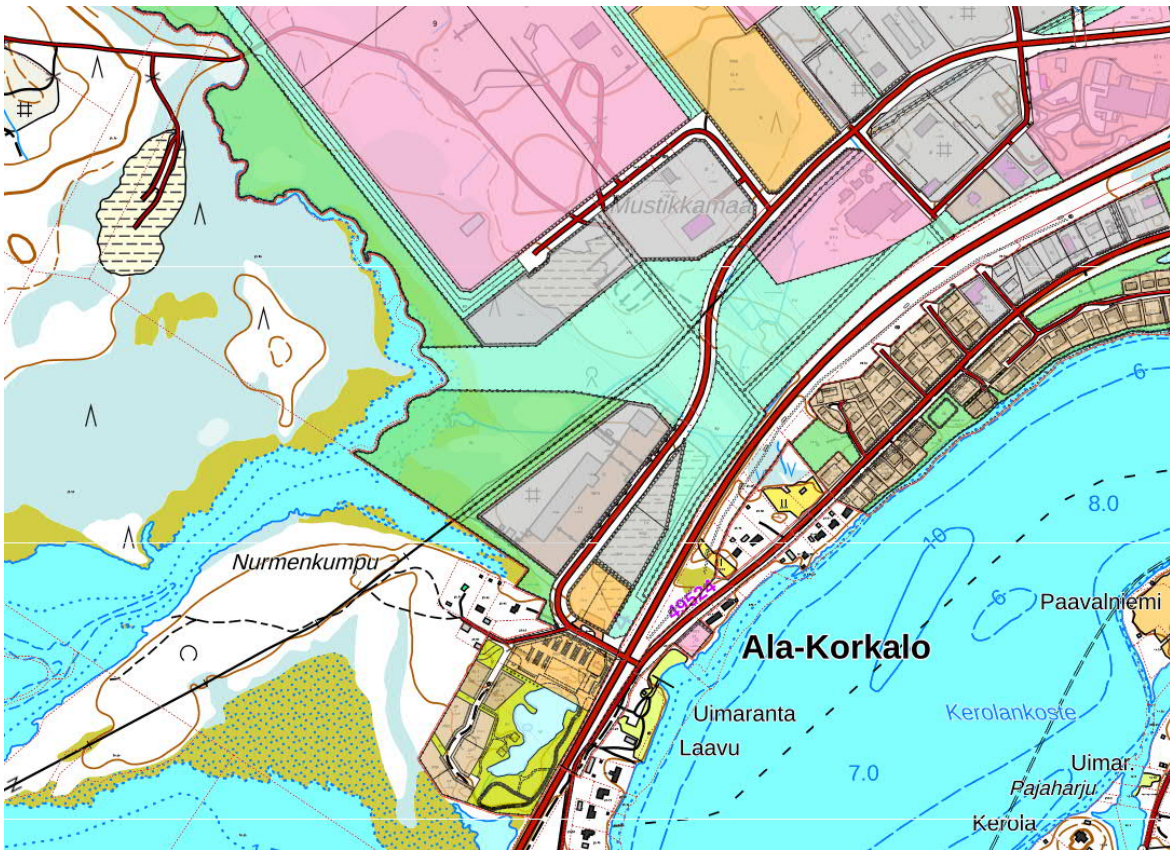 9
Mustikkamaa
6
8.0
10
Nurmenkumpu
49524
6
Paavalniemi
Ala-Korkalo
Uimaranta
Kerolankoste
Laavu
7.0
Uimar.
Pajaharju
Kerola